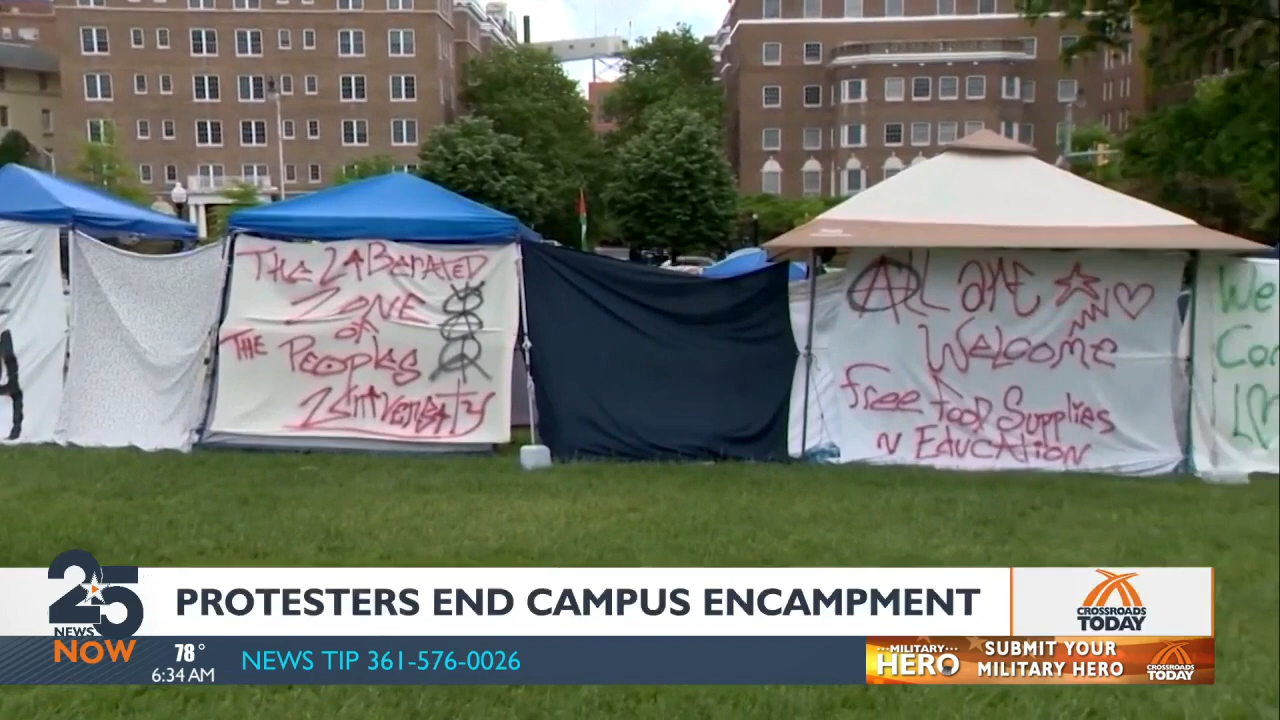 THE LIBERATED
ZONE
of
THE PEOPLES
UNIVERSITY
ALL are
Welcome
free food Supplies
N EDUCATION
We
Co
PROTESTERS END CAMPUS ENCAMPMENT
CROSSROADS
TODAY
25
NEWS
NOW
78°
6:34 AM
NEWS TIP 361-576-0026
MILITARY
HERO
SUBMIT YOUR
MILITARY HERO
CROSSROADS
TODAY